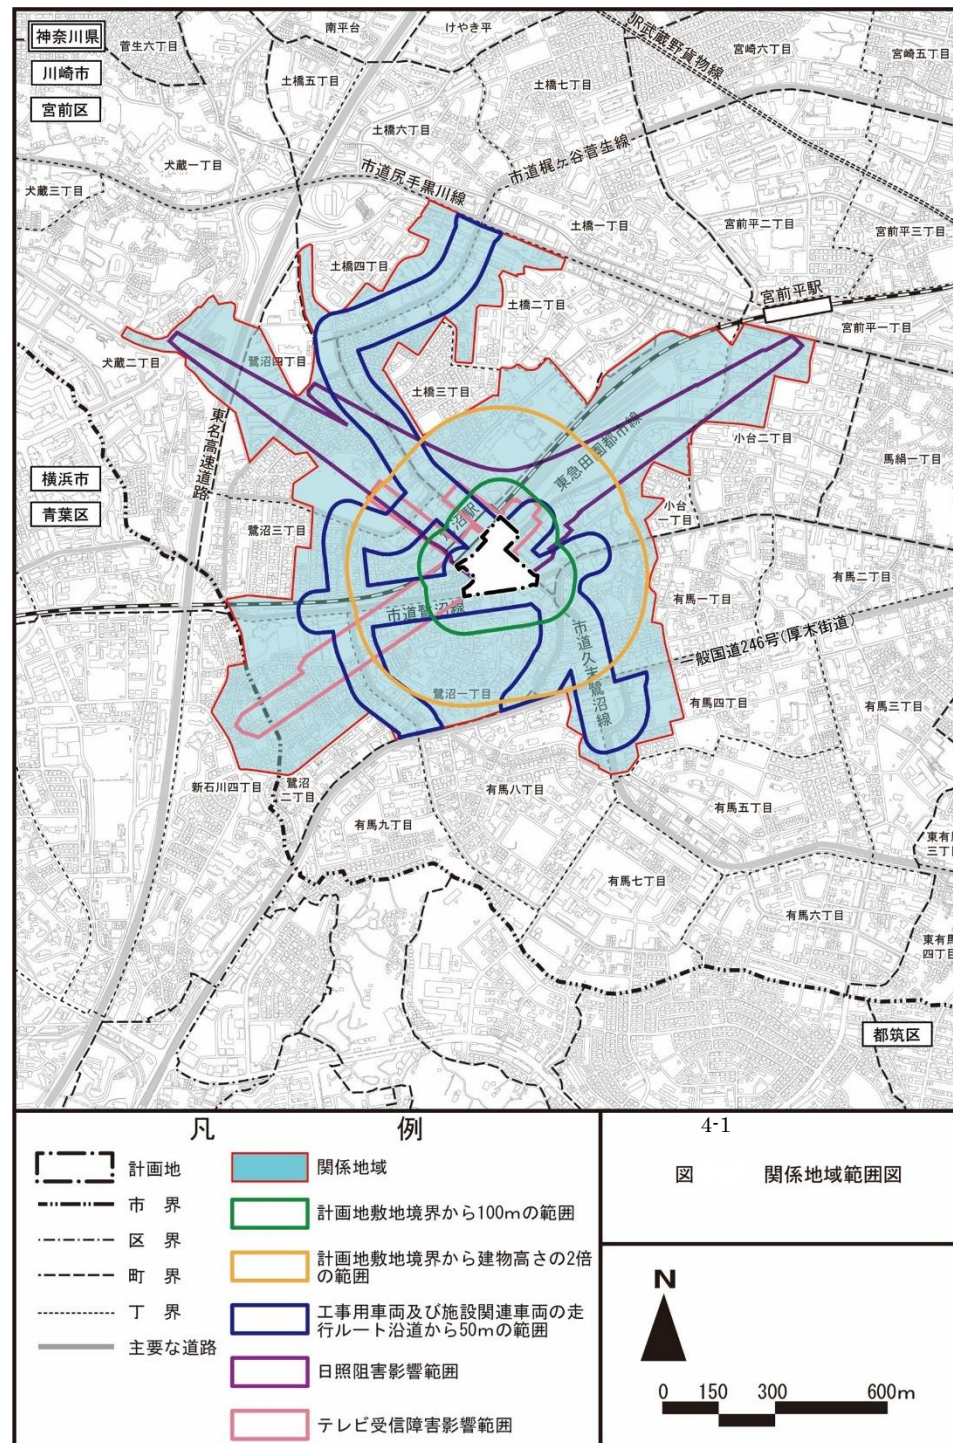 神奈川県
川崎市
宮前区
菅生六丁目
南平台
けやき平
土橋五丁目
土橋七丁目
JR武蔵野貨物線
宮崎六丁目
宮崎五丁目
土橋六丁目
市道梶ヶ谷菅生線
犬蔵一丁目
犬蔵三丁目
市道尻手黒川線
土橋一丁目
宮前平二丁目
宮前平三丁目
土橋四丁目
土橋二丁目
宮前平駅
宮前平一丁目
犬蔵二丁目
鷺沼四丁目
土橋三丁目
東名高速道路
東急田園都市線
小台二丁目
馬絹一丁目
横浜市
青葉区
鷺沼三丁目
鷺沼駅
小台
一丁目
有馬二丁目
有馬一丁目
市道鷺沼線
一般国道246号(厚木街道)
市道久末鷺沼線
鷺沼一丁目
有馬四丁目
有馬三丁目
新石川四丁目
鷺沼
二丁目
有馬八丁目
有馬五丁目
有馬九丁目
東有馬
三丁目
有馬七丁目
有馬六丁目
東有馬
四丁目
都筑区
凡 例
計画地
市 界
区 界
町 界
丁 界
主要な道路
関係地域
計画地敷地境界から100mの範囲
計画地敷地境界から建物高さの2倍
の範囲
工事用車両及び施設関連車両の走
行ルート沿道から50mの範囲
日照阻害影響範囲
テレビ受信障害影響範囲
4-1
図 関係地域範囲図
N
0 150 300 600m